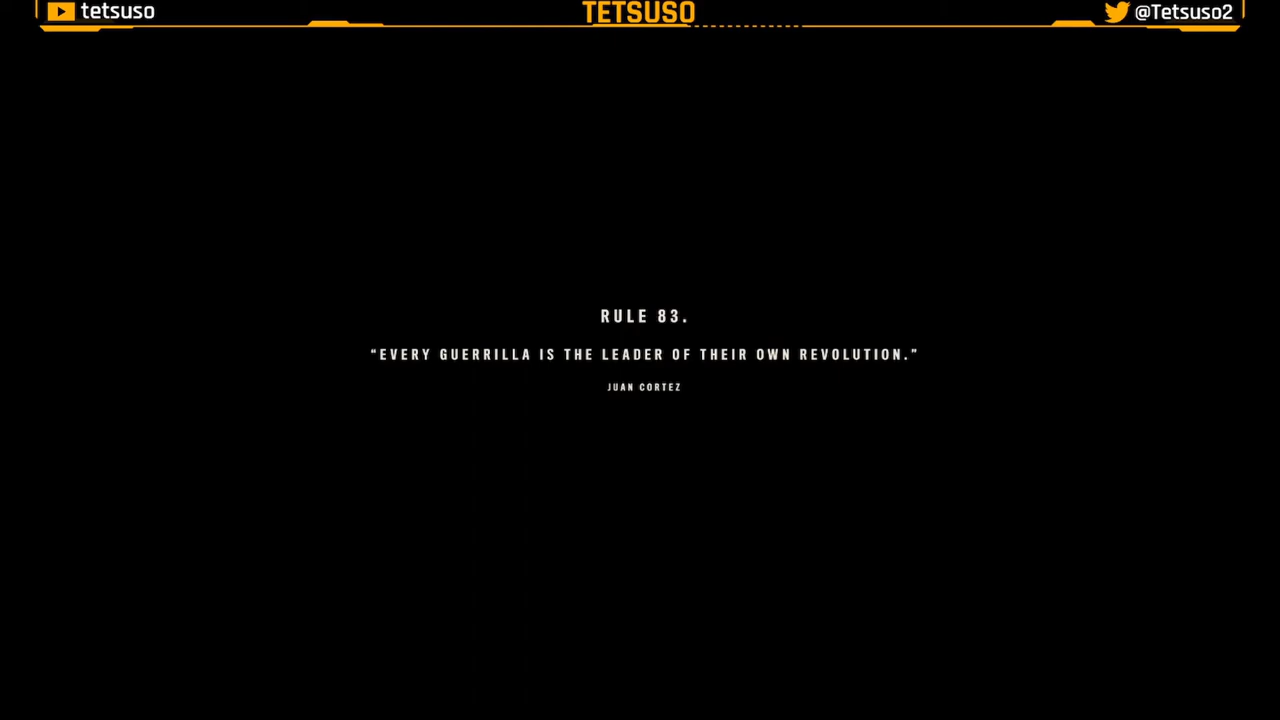 tetsuso
TETSUSO
@Tetsuso2
RULE 83.
“EVERY GUERRILLA IS THE LEADER OF THEIR OWN REVOLUTION.”
JUAN CORTEZ